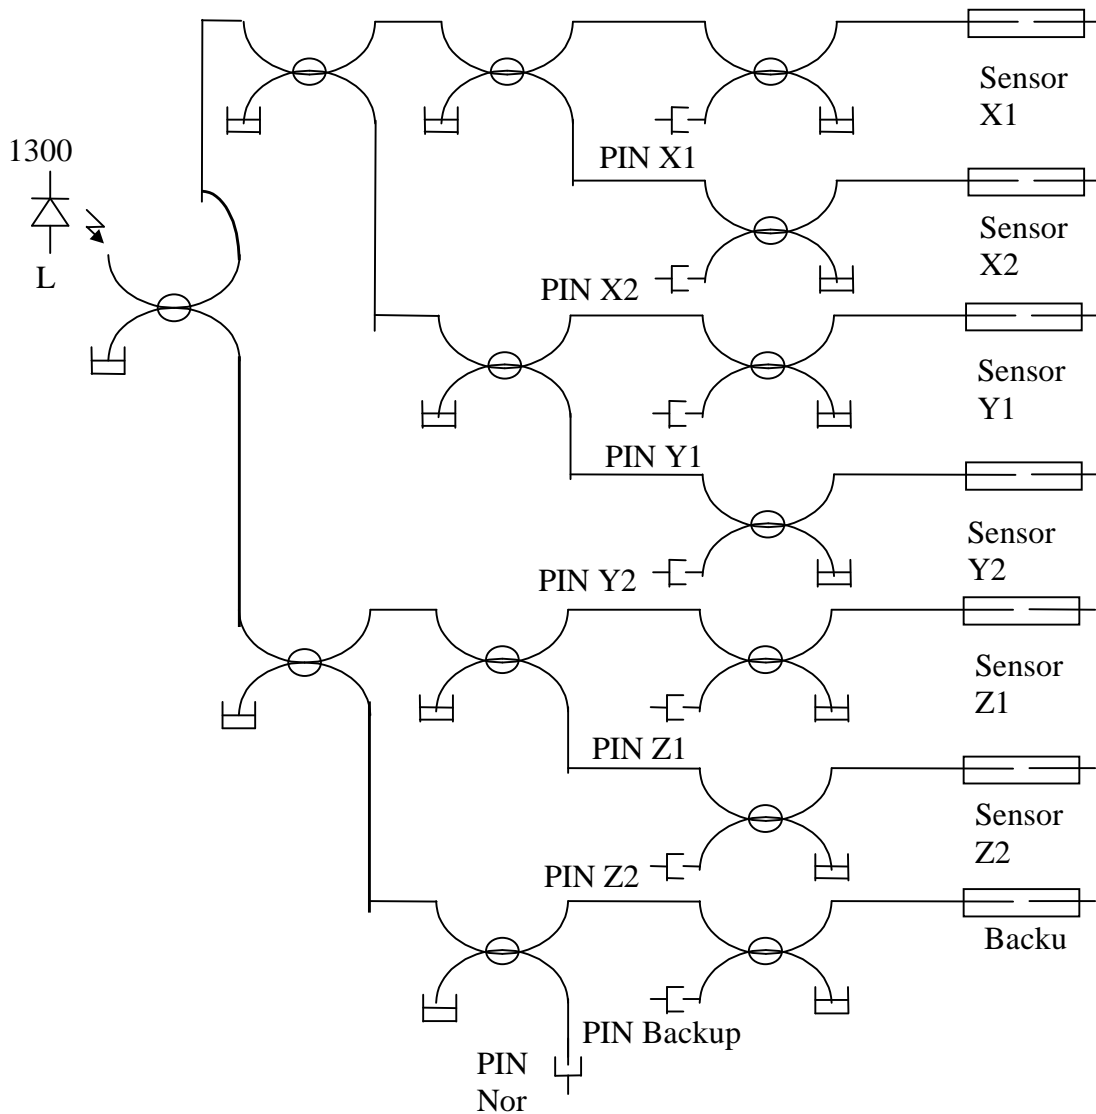 Sensor
X1
1300
PIN X1
L
Sensor
X2
PIN X2
Sensor
Y1
PIN Y1
Sensor
Y2
PIN Y2
Sensor
Z1
PIN Z1
Sensor
Z2
PIN Z2
Backu
PIN Backup
PIN
Nor